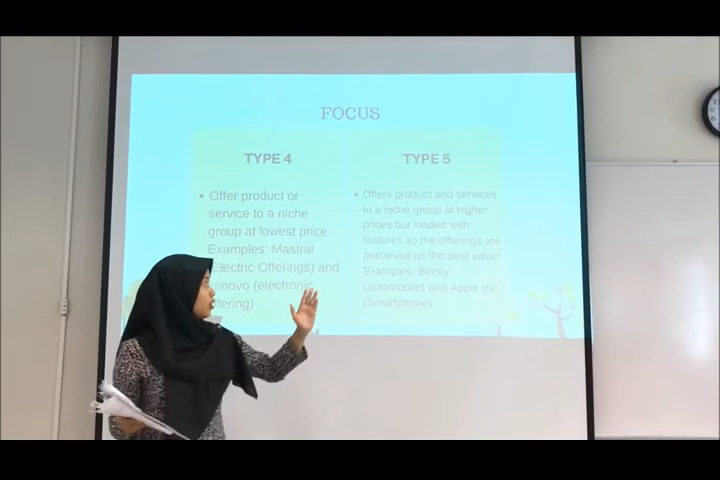 FOCUS
TYPE 4
• Offer product or
service to a niche
group at lowest price
Examples: Mastral
Electric Offerings) and
(electronic
TYPE 5
• Offers product and services
to a niche group at higher
prices but loaded with
features so the offerings are
perceived as the best value
Examples:
(automobile) and Apple Inc
(Smartphone)